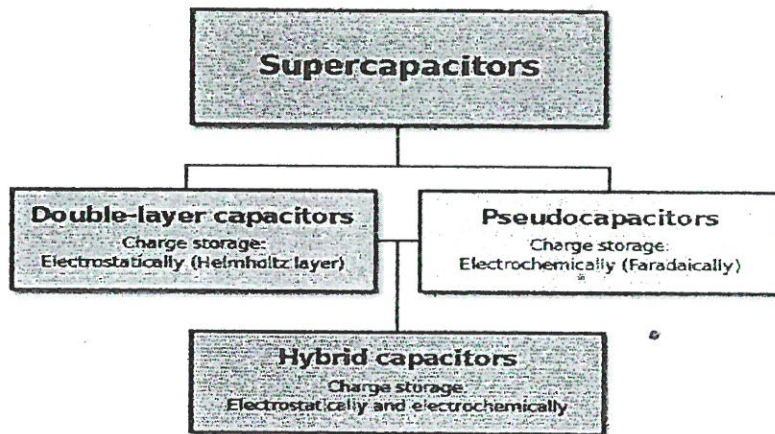 Supercapacitors
Double-layer capacitors
Charge storage:
Electrostatically (Helmholtz layer)
Pseudocapacitors
Charge storage:
Electrochemically (Faradaically)
Hybrid capacitors
Charge storage
Electrostatically and electrochemically